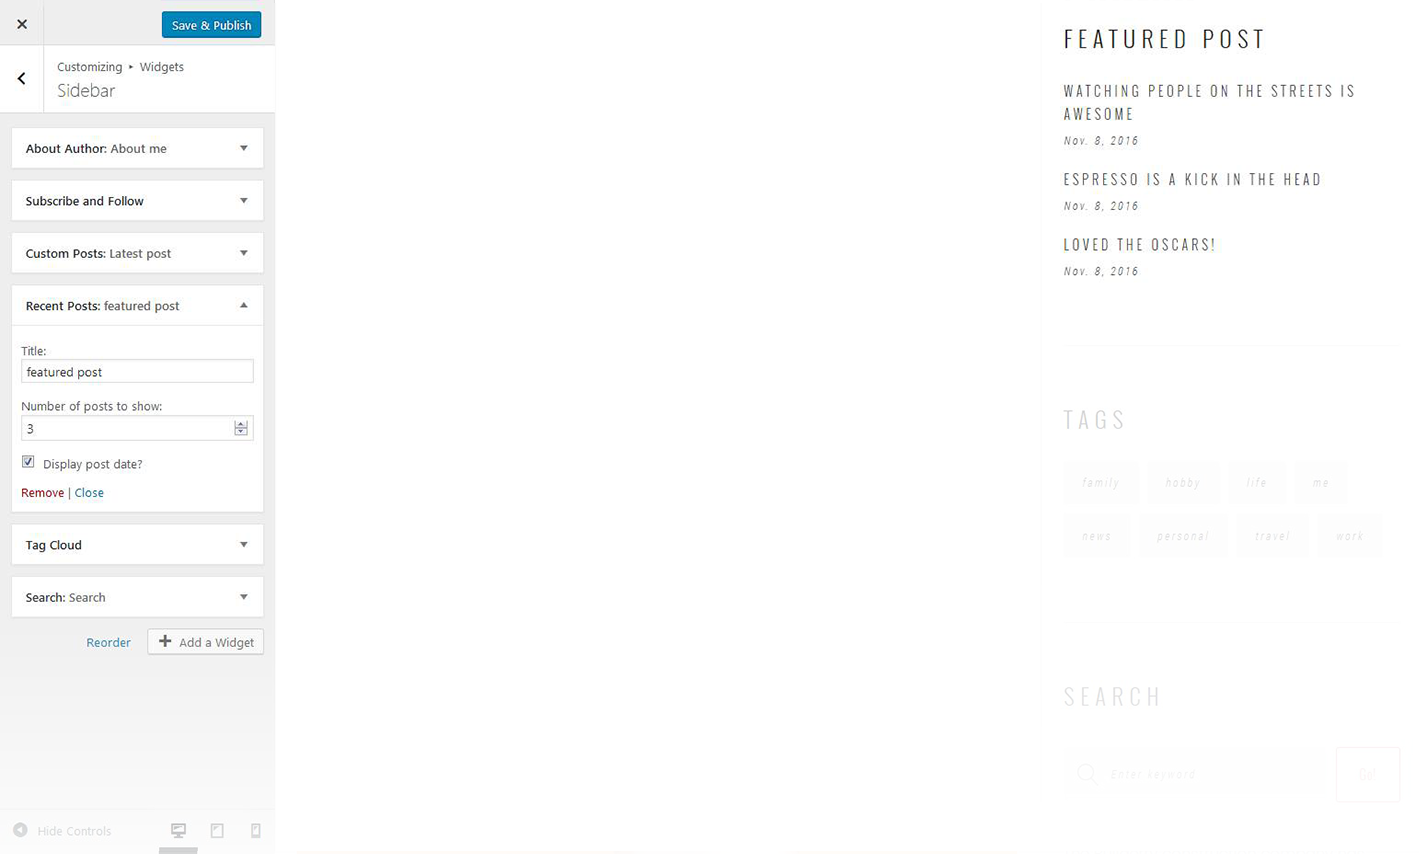 Save & Publish
Customizing ▸ Widgets
Sidebar
About Author: About me
Subscribe and Follow
Custom Posts: Latest post
Recent Posts: featured post
Title:
featured post
Number of posts to show:
3
Display post date?
Remove | Close
Tag Cloud
Search: Search
Reorder
Add a Widget
Hide Controls
FEATURED POST
WATCHING PEOPLE ON THE STREETS IS
AWESOME
Nov. 8, 2016
ESPRESSO IS A KICK IN THE HEAD
Nov. 8, 2016
LOVED THE OSCARS!
Nov. 8, 2016
TAGS
family hobby life me
news personal travel work
SEARCH
Enter keyword
Go!